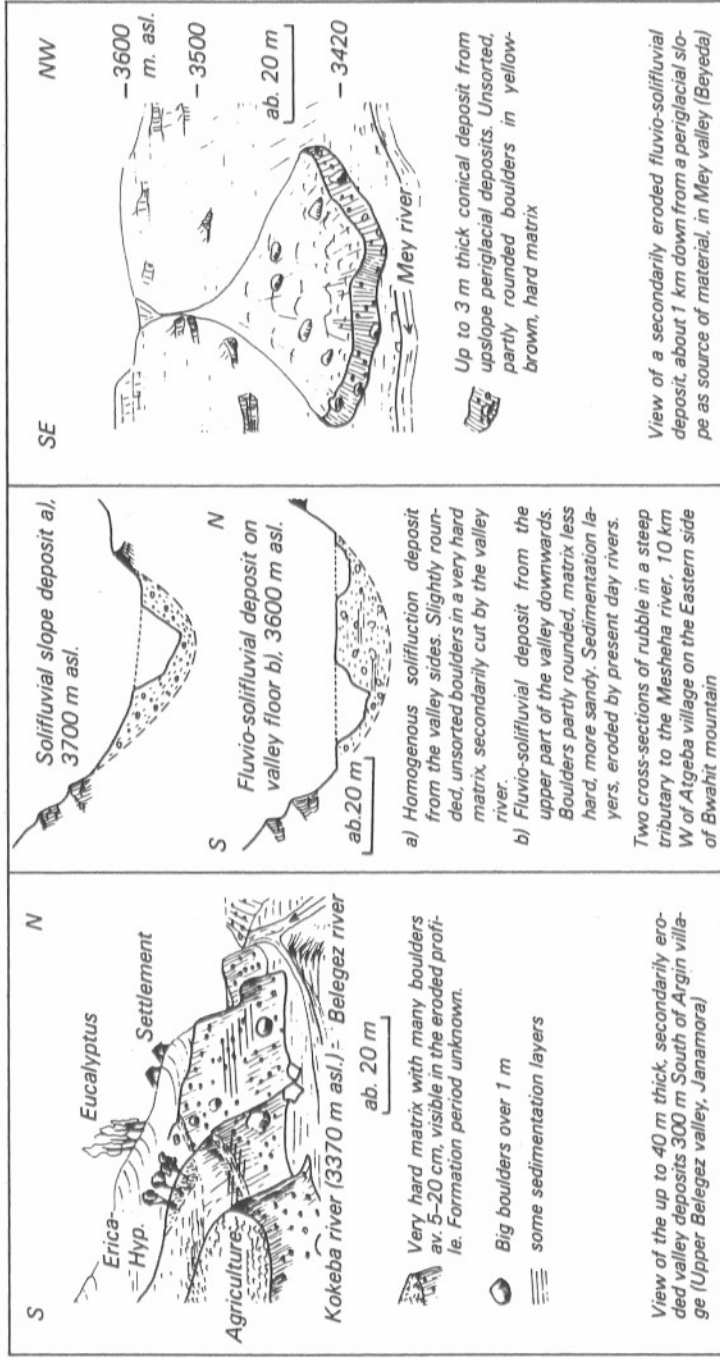 S
N
Eucalyptus
Erica-
Hyp.
Settlement
Agriculture
Kokeba river (3370 m asl.) = Belegez river
ab. 20 m
Very hard matrix with many boulders
av. 5–20 cm, visible in the eroded profi-
le. Formation period unknown.
Big boulders over 1 m
some sedimentation layers
View of the up to 40 m thick, secondarily ero-
ded valley deposits 300 m South of Argin villa-
ge (Upper Belegez valley, Janamora)
Solifluvial slope deposit a),
3700 m asl.
S
N
Fluvio-solifluvial deposit on
valley floor b), 3600 m asl.
ab.20 m
a) Homogenous solifluction deposit
from the valley sides. Slightly roun-
ded, unsorted boulders in a very hard
matrix, secondarily cut by the valley
river.
b) Fluvio-solifluvial deposit from the
upper part of the valley downwards.
Boulders partly rounded, matrix less
hard, more sandy. Sedimentation la-
yers, eroded by present day rivers.
Two cross-sections of rubble in a steep
tributary to the Mesheha river, 10 km
W of Atgeba village on the Eastern side
of Bwahit mountain
SE
NW
–3600
m. asl.
–3500
ab. 20 m
–3420
Mey river
Up to 3 m thick conical deposit from
upslope periglacial deposits. Unsorted,
partly rounded boulders in yellow-
brown, hard matrix
View of a secondarily eroded fluvio-solifluvial
deposit, about 1 km down from a periglacial slo-
pe as source of material, in Mey valley (Beyeda)